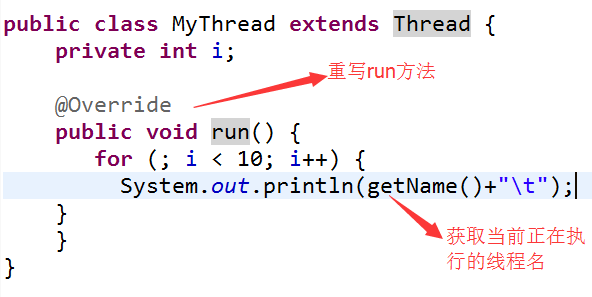 public class MyThread extends Thread {
private int i;
重写run方法
@Override
public void run() {
for (; i < 10; i++) {
System.out.println(getName()+"\t");
}
}
获取当前正在执
行的线程名
}